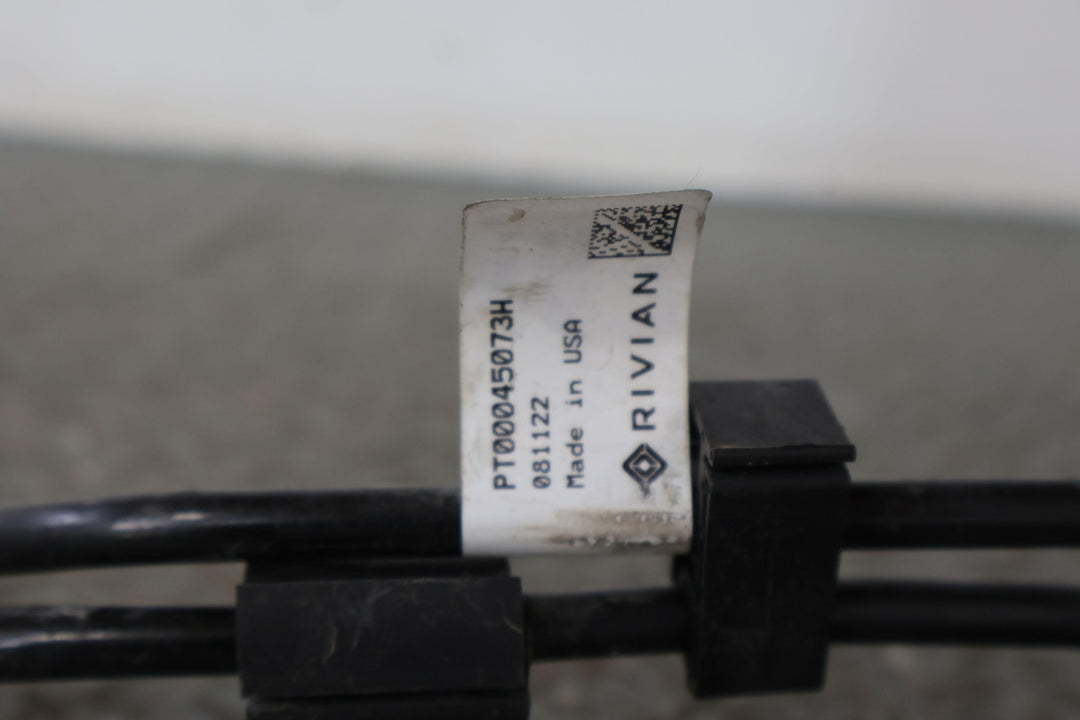 RIVIAN
PT00045073H
081122
Made in USA